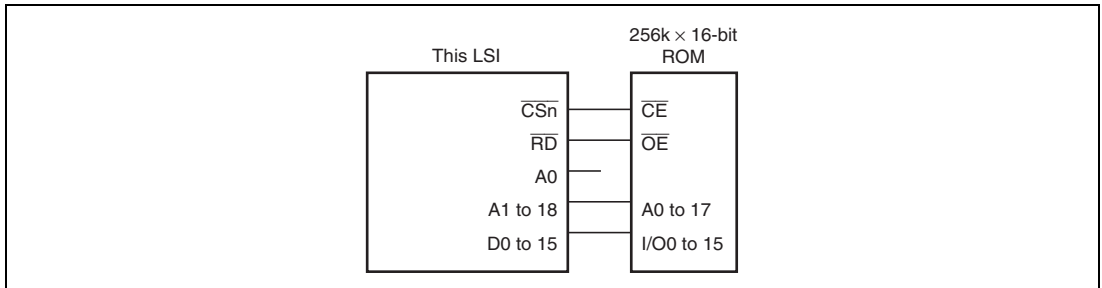 256k × 16-bit
This LSI ROM
CSn CE
RD OE
A0
A1 to 18 A0 to 17
D0 to 15 I/O0 to 15